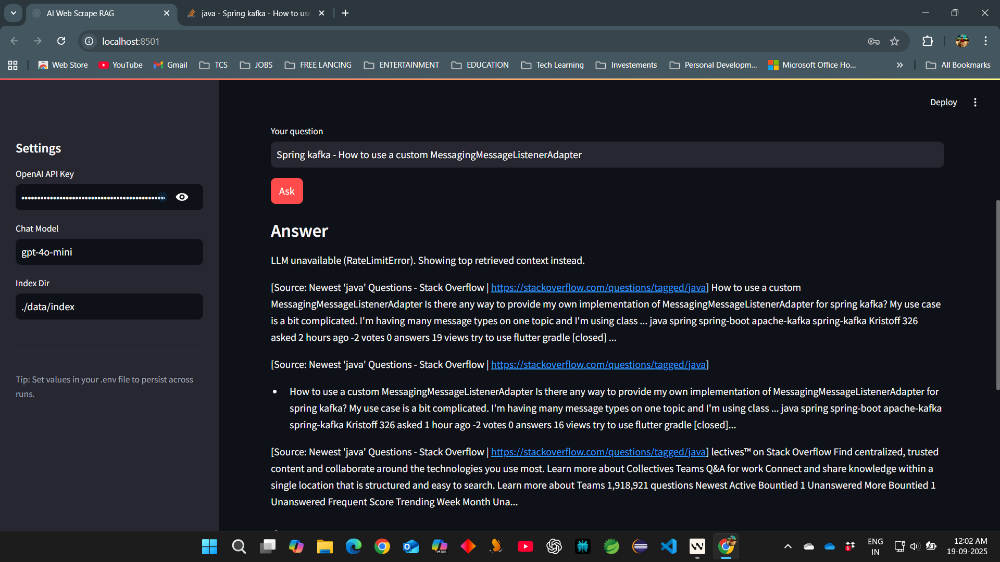 AI Web Scrape RAG
java - Spring kafka - How to use
localhost:8501
Web Store
YouTube
Gmail
TCS
JOBS
FREE LANCING
ENTERTAINMENT
EDUCATION
Tech Learning
Investements
Personal Developm...
Microsoft Office Ho...
All Bookmarks
Deploy
Settings
OpenAI API Key
Chat Model
gpt-4o-mini
Index Dir
./data/index
Tip: Set values in your .env file to persist across
runs.
Your question
Spring kafka - How to use a custom MessagingMessageListenerAdapter
Ask
Answer
LLM unavailable (RateLimitError). Showing top retrieved context instead.
[Source: Newest 'java' Questions - Stack Overflow | https://stackoverflow.com/questions/tagged/java] How to use a custom
MessagingMessageListenerAdapter Is there any way to provide my own implementation of MessagingMessageListenerAdapter for spring kafka? My use case
is a bit complicated. I'm having many message types on one topic and I'm using class ... java spring spring-boot apache-kafka spring-kafka Kristoff 326
asked 2 hours ago -2 votes 0 answers 19 views try to use flutter gradle [closed] ...
[Source: Newest 'java' Questions - Stack Overflow | https://stackoverflow.com/questions/tagged/java]
• How to use a custom MessagingMessageListenerAdapter Is there any way to provide my own implementation of MessagingMessageListenerAdapter for
spring kafka? My use case is a bit complicated. I'm having many message types on one topic and I'm using class ... java spring spring-boot apache-kafka
spring-kafka Kristoff 326 asked 1 hour ago -2 votes 0 answers 16 views try to use flutter gradle [closed]...
[Source: Newest 'java' Questions - Stack Overflow | https://stackoverflow.com/questions/tagged/java] lectives™ on Stack Overflow Find centralized, trusted
content and collaborate around the technologies you use most. Learn more about Collectives Teams Q&A for work Connect and share knowledge within a
single location that is structured and easy to search. Learn more about Teams 1,918,921 questions Newest Active Bountied 1 Unanswered More Bountied 1
Unanswered Frequent Score Trending Week Month Una...
M365
5
ENG
IN
12:02 AM
19-09-2025